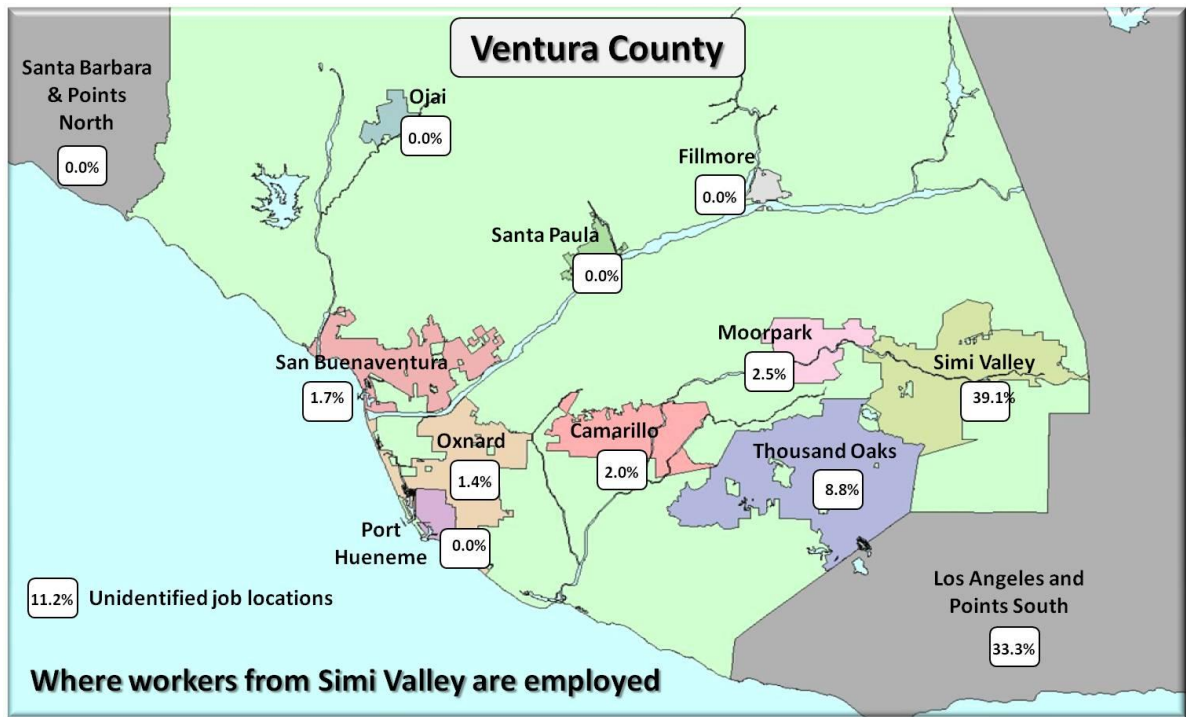 Ventura County
Santa Barbara
& Points
North
0.0%
Ojai
0.0%
Fillmore
0.0%
Santa Paula
0.0%
Moorpark
2.5%
Simi Valley
39.1%
San Buenaventura
1.7%
Camarillo
2.0%
Oxnard
1.4%
Thousand Oaks
8.8%
Port
Hueneme
0.0%
Los Angeles and
Points South
33.3%
11.2% Unidentified job locations
Where workers from Simi Valley are employed